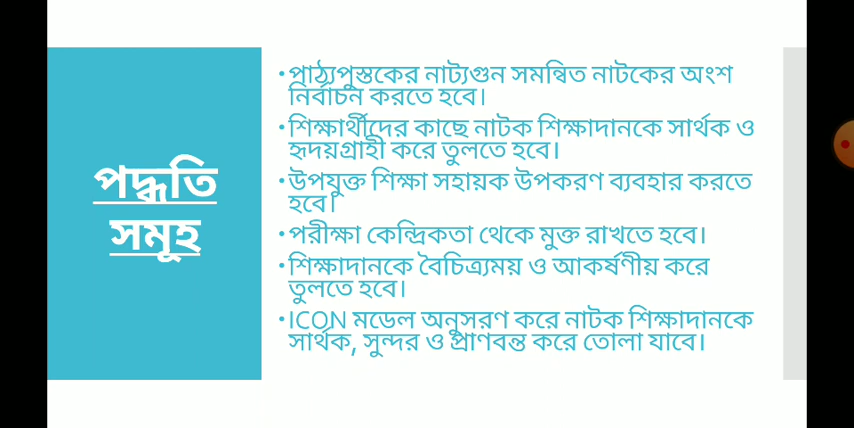 পদ্ধতি
সমূহ
•পাঠ্যপুস্তকের নাট্যগুন সমন্বিত নাটকের অংশ
নির্বাচন করতে হবে।
•শিক্ষার্থীদের কাছে নাটক শিক্ষাদানকে সার্থক ও
হৃদয়গ্রাহী করে তুলতে হবে।
•উপযুক্ত শিক্ষা সহায়ক উপকরণ ব্যবহার করতে
হবে।
•পরীক্ষা কেন্দ্রিকতা থেকে মুক্ত রাখতে হবে।
•শিক্ষাদানকে বৈচিত্র্যময় ও আকর্ষণীয় করে
তুলতে হবে।
•ICON মডেল অনুসরণ করে নাটক শিক্ষাদানকে
সার্থক, সুন্দর ও প্রাণবন্ত করে তোলা যাবে।